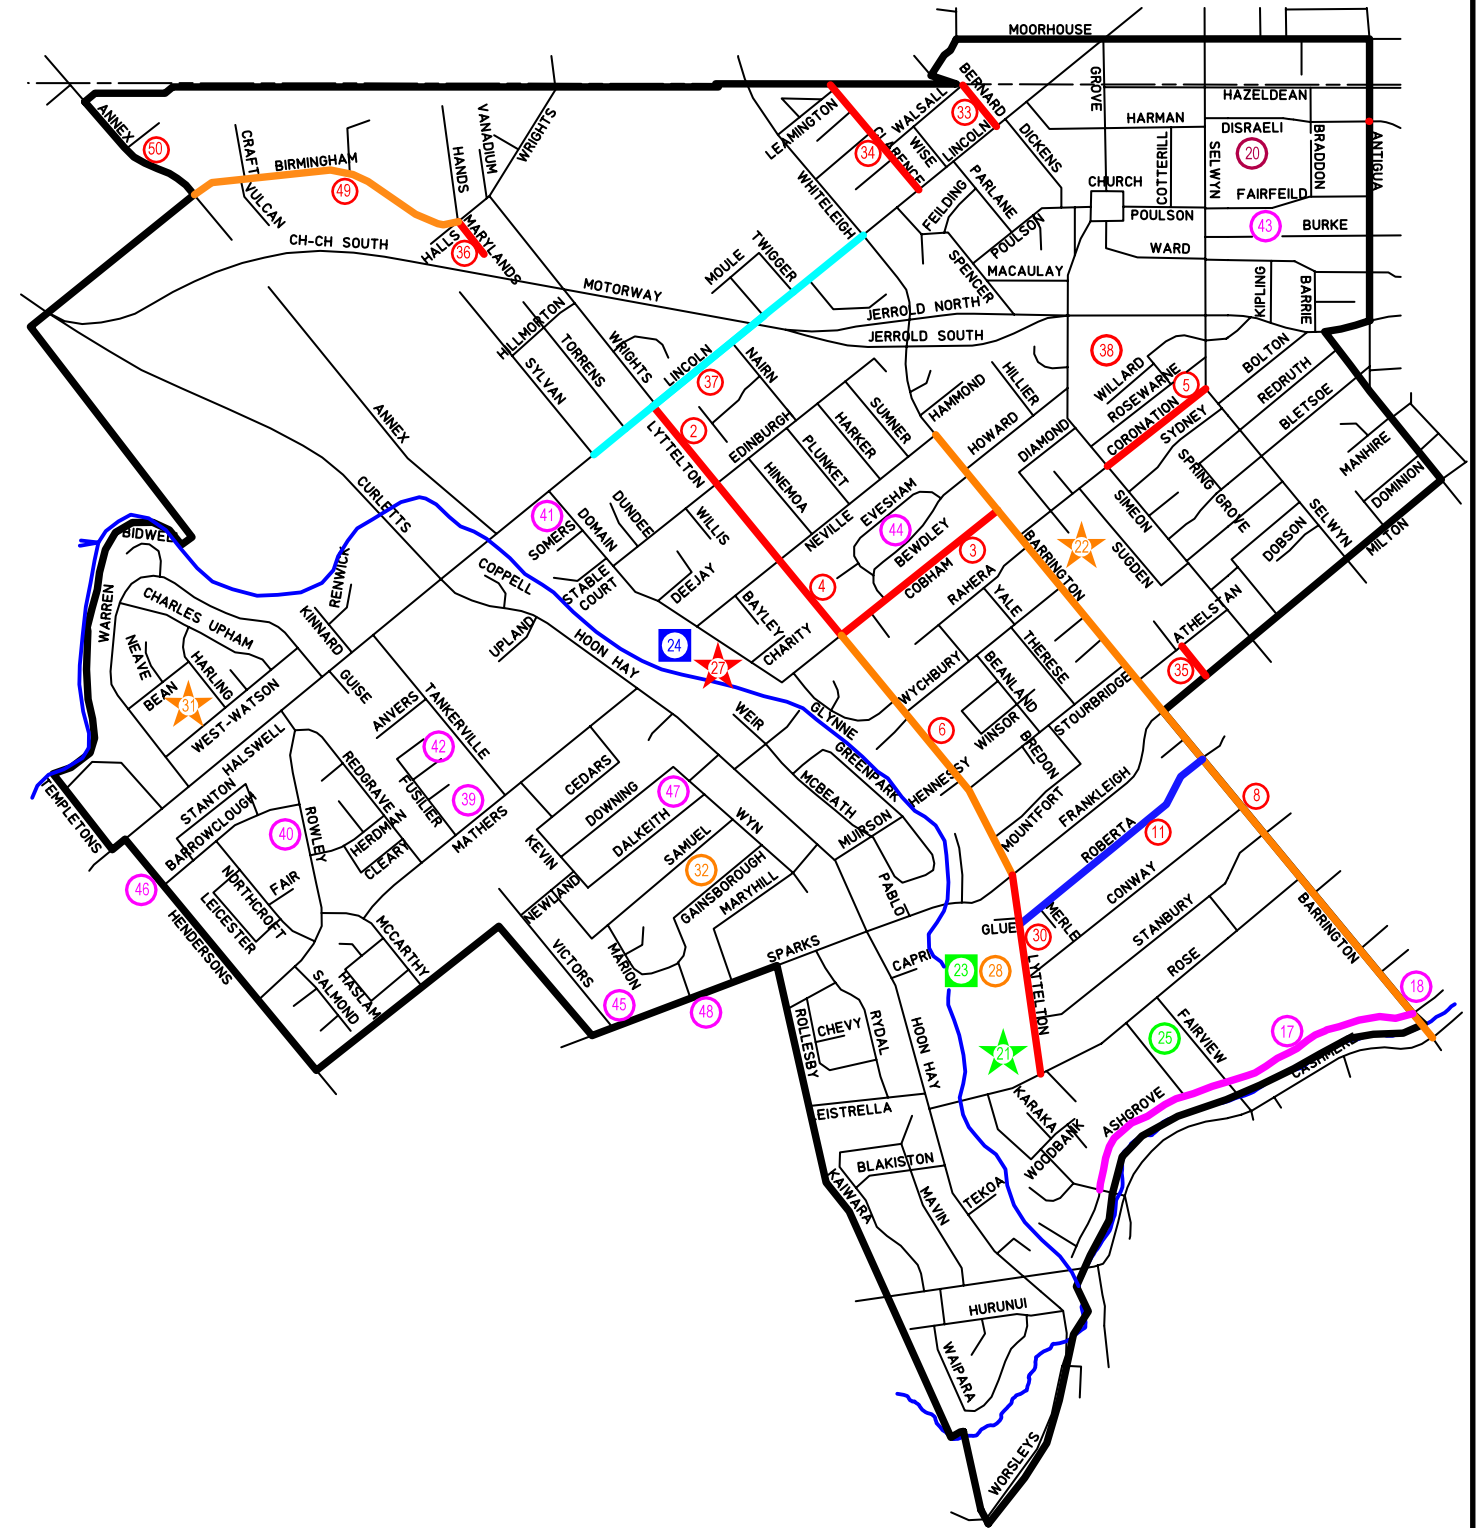 MOORHOUSE
BERNARD
GROVE
HAZELDEAN
ANNEX
LEAMINGTON
WALSALL
33
HARMAN
DISRAELI
BRADDON
ANTIGUA
CRAFT
VANADIUM
WRIGHTS
CLARENCE
WISE
LINCOLN
DICKENS
COTTERILL
SELWYN
20
50
BIRMINGHAM
HANDS
34
PARLANE
CHURCH
FAIRFEILD
49
VULCAN
WHITELEIGH
FEILDING
POULSON
POULSON
43
BURKE
CH-CH SOUTH
HALLS
36
MARYLANDS
MOULE
TWIGGER
SPENCER
MACAULAY
WARD
KIPLING
BARRIE
MOTORWAY
JERROLD NORTH
JERROLD SOUTH
HILLMORTON
TORRENS
SYLVAN
WRIGHTS
LINCOLN
37
NAIRN
38
WILLARD
ROSEWARNE
5
BOLTON
REDRUTH
BLETSOE
HAMMOND
HILLIER
CORONATION
SYDNEY
ANNEX
LYTTELTON
2
EDINBURGH
SUMNER
HARKER
PLUNKET
HINEMOA
HOWARD
DIAMOND
MANHIRE
DOMINION
CURLETTS
41
SOMERS
DOMAIN
DUNDEE
WILLIS
NEVILLE
EVESHAM
44
BEWDLEY
3
COBHAM
SPRING GROVE
SIMEON
SELWYN
DOBSON
MILTON
BIDWELL
BARRINGTON
22
SUGDEN
RENWICK
COPPELL
STABLE
COURT
DEEJAY
4
BAYLEY
RAHERA
YALE
WARREN
CHARLES UPHAM
KINNARD
UPLAND
HOON HAY
24
27
CHARITY
THERESE
ATHELSTAN
NEAVE
HARLING
BEAN
31
WEST-WATSON
GUISE
ANVERS
TANKERVILLE
WYCHBURY
BEANLAND
WINSOR
STOURBRIDGE
35
HALSWELL
42
WEIR
GLYNNE
6
BREDON
STANTON
REDGRAVE
FUSILIER
39
CEDARS
GREENPARK
HENNESSY
TEMPLETONS
BARROWCLOUGH
40
ROWLEY
HERDMAN
CLEARY
MATHERS
DOWNING
47
MCBEATH
MUIRSON
MOUNTFORT
FRANKLEIGH
8
KEVIN
DALKEITH
WYN
SAMUEL
32
ROBERTA
11
46
NORTHCROFT
FAIR
LEICESTER
NEWLAND
GAINSBOROUGH
MARYHILL
PABLO
CONWAY
HENDERSONS
MCCARTHY
HASLAM
SALMOND
VICTORS
MARION
SPARKS
CAPRI
GLUE
MERLE
30
STANBURY
BARRINGTON
23
28
ROSE
45
48
ROLLESBY
CHEVY
RYDAL
HOON HAY
LYTTELTON
21
25
FAIRVIEW
17
18
CASHMERE
EISTRELLA
KARAKA
ASHGROVE
WOODBANK
BLAKISTON
KAIWARA
MAVIN
TEKOA
HURUNUI
WAIPARA
WORSLEYS